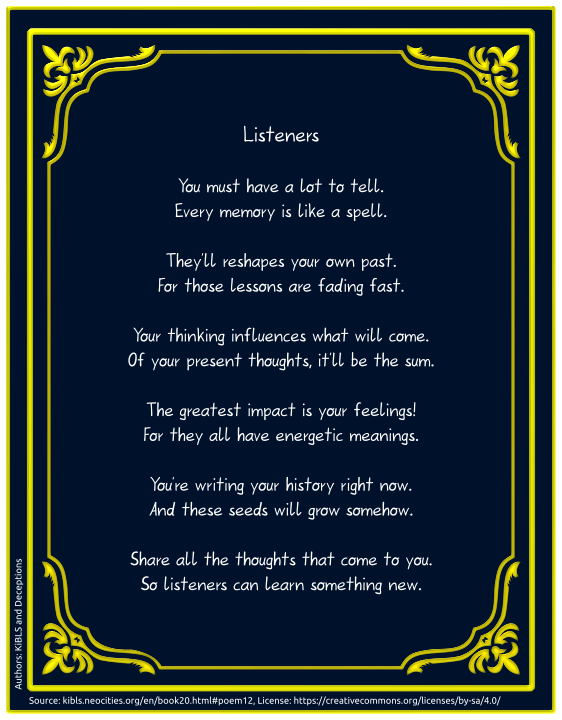 Listeners
You must have a lot to tell.
Every memory is like a spell.
They'll reshapes your own past.
For those lessons are fading fast.
Your thinking influences what will come.
Of your present thoughts, it'll be the sum.
The greatest impact is your feelings!
For they all have energetic meanings.
You're writing your history right now.
And these seeds will grow somehow.
Share all the thoughts that come to you.
So listeners can learn something new.
Authors: KiBLS and Deceptions
Source: kibls.neocities.org/en/book20.html#poem12, License: https://creativecommons.org/licenses/by-sa/4.0/